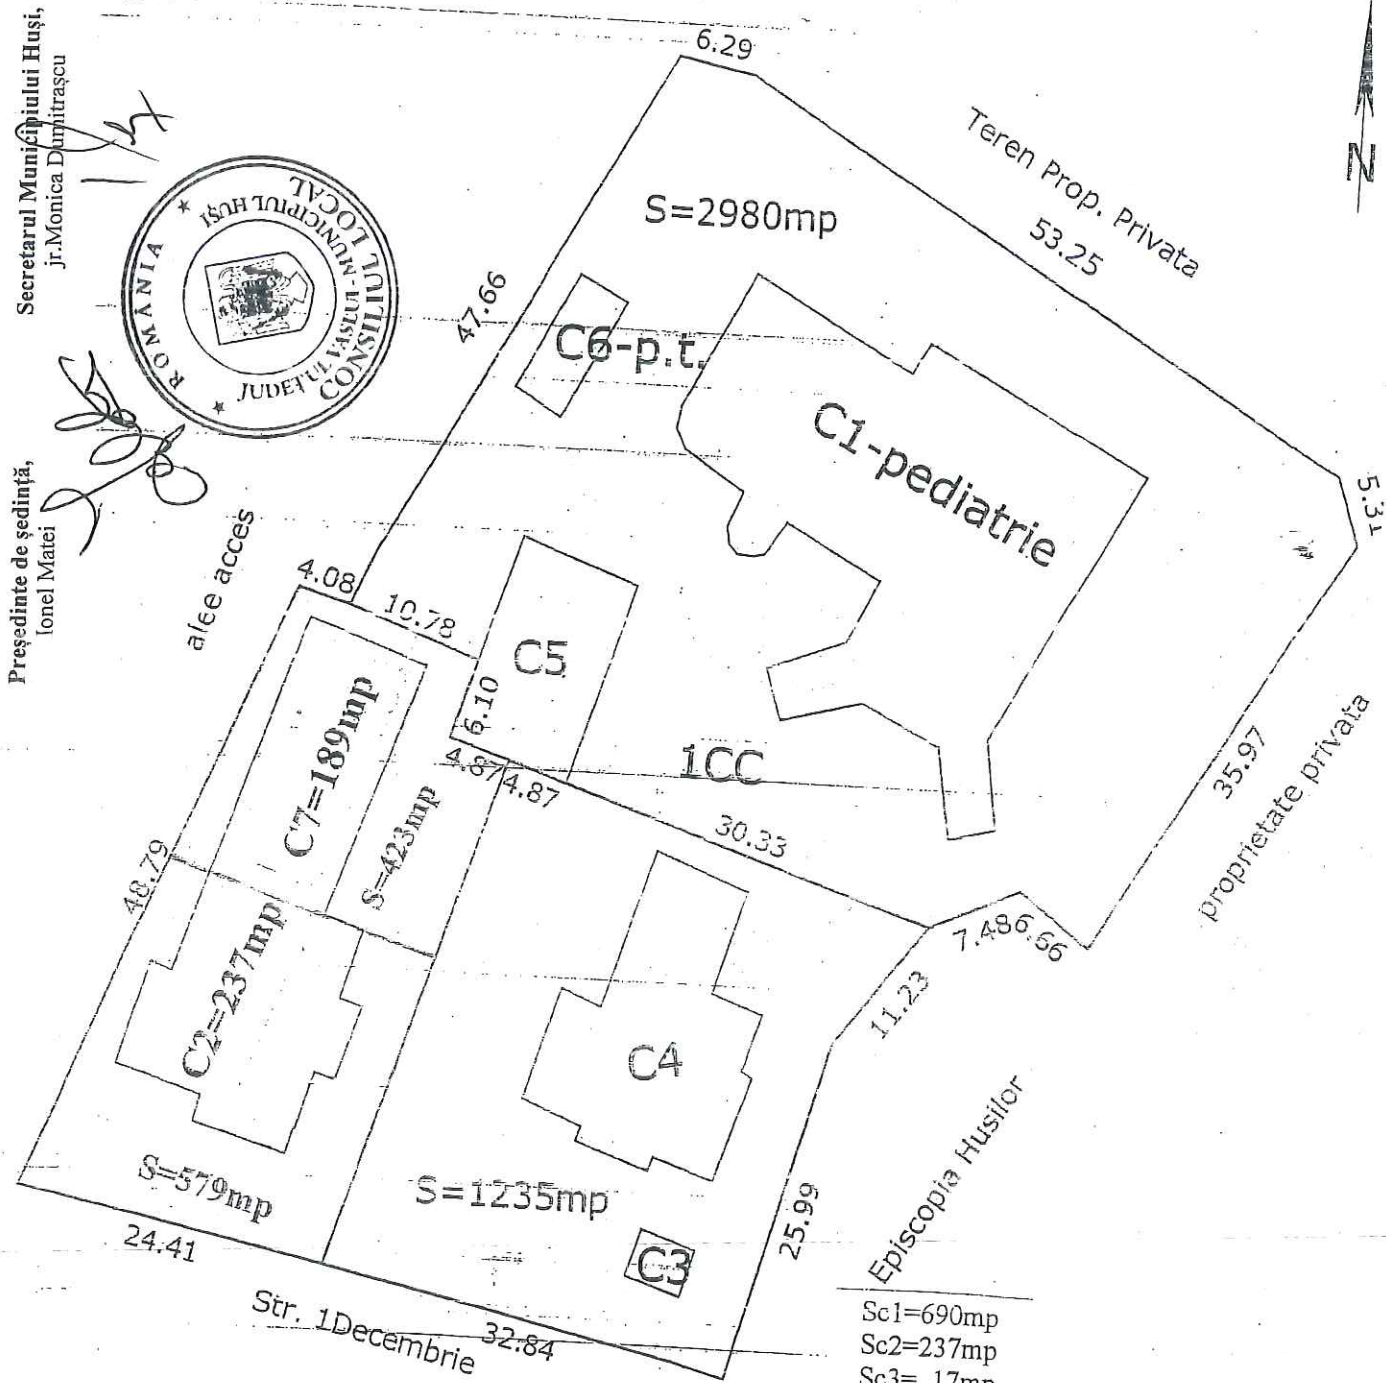 Secretarul Municipiului Huși,
jr.Monica Dumitrașcu
Președinte de ședință,
Ionel Matei
ROMÂNIA
JUDEȚUL VASLUI-MUNICIPIUL HUȘI
CONSILIUL LOCAL
N
6.29
Teren Prop. Privata
53.25
S=2980mp
47.66
C6-p.t.
C1-pediatrie
alee acces
4.08
10.78
C5
6.10
C7=189mp
S=423mp
4.87
4.87
1CC
30.33
35.97
proprietate privata
48.79
C2=237mp
7.48
6.66
11.23
C4
S=579mp
S=1235mp
25.99
Episcopia Husilor
24.41
C3
Str. 1Decembrie
32.84
Sc1=690mp
Sc2=237mp
Sc3= 17mp